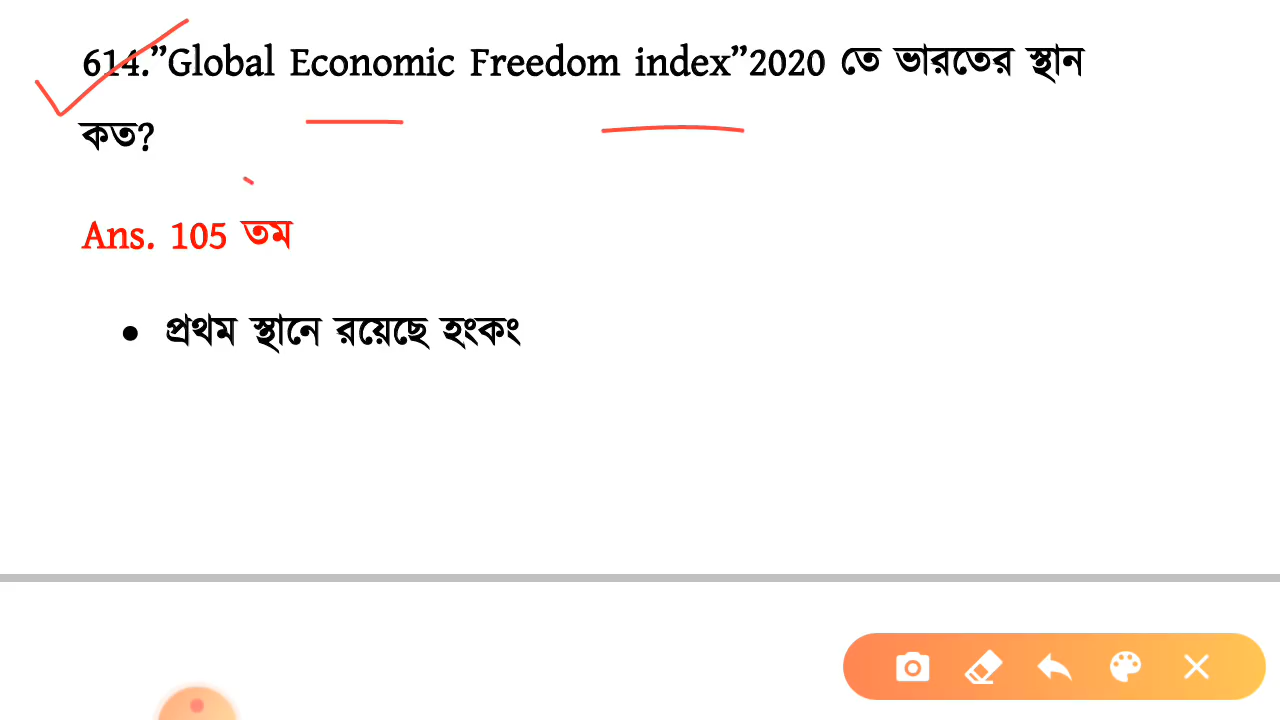 614.”Global Economic Freedom index”2020 তে ভারতের স্থান
কত?
Ans. 105 তম
• প্রথম স্থানে রয়েছে হংকং